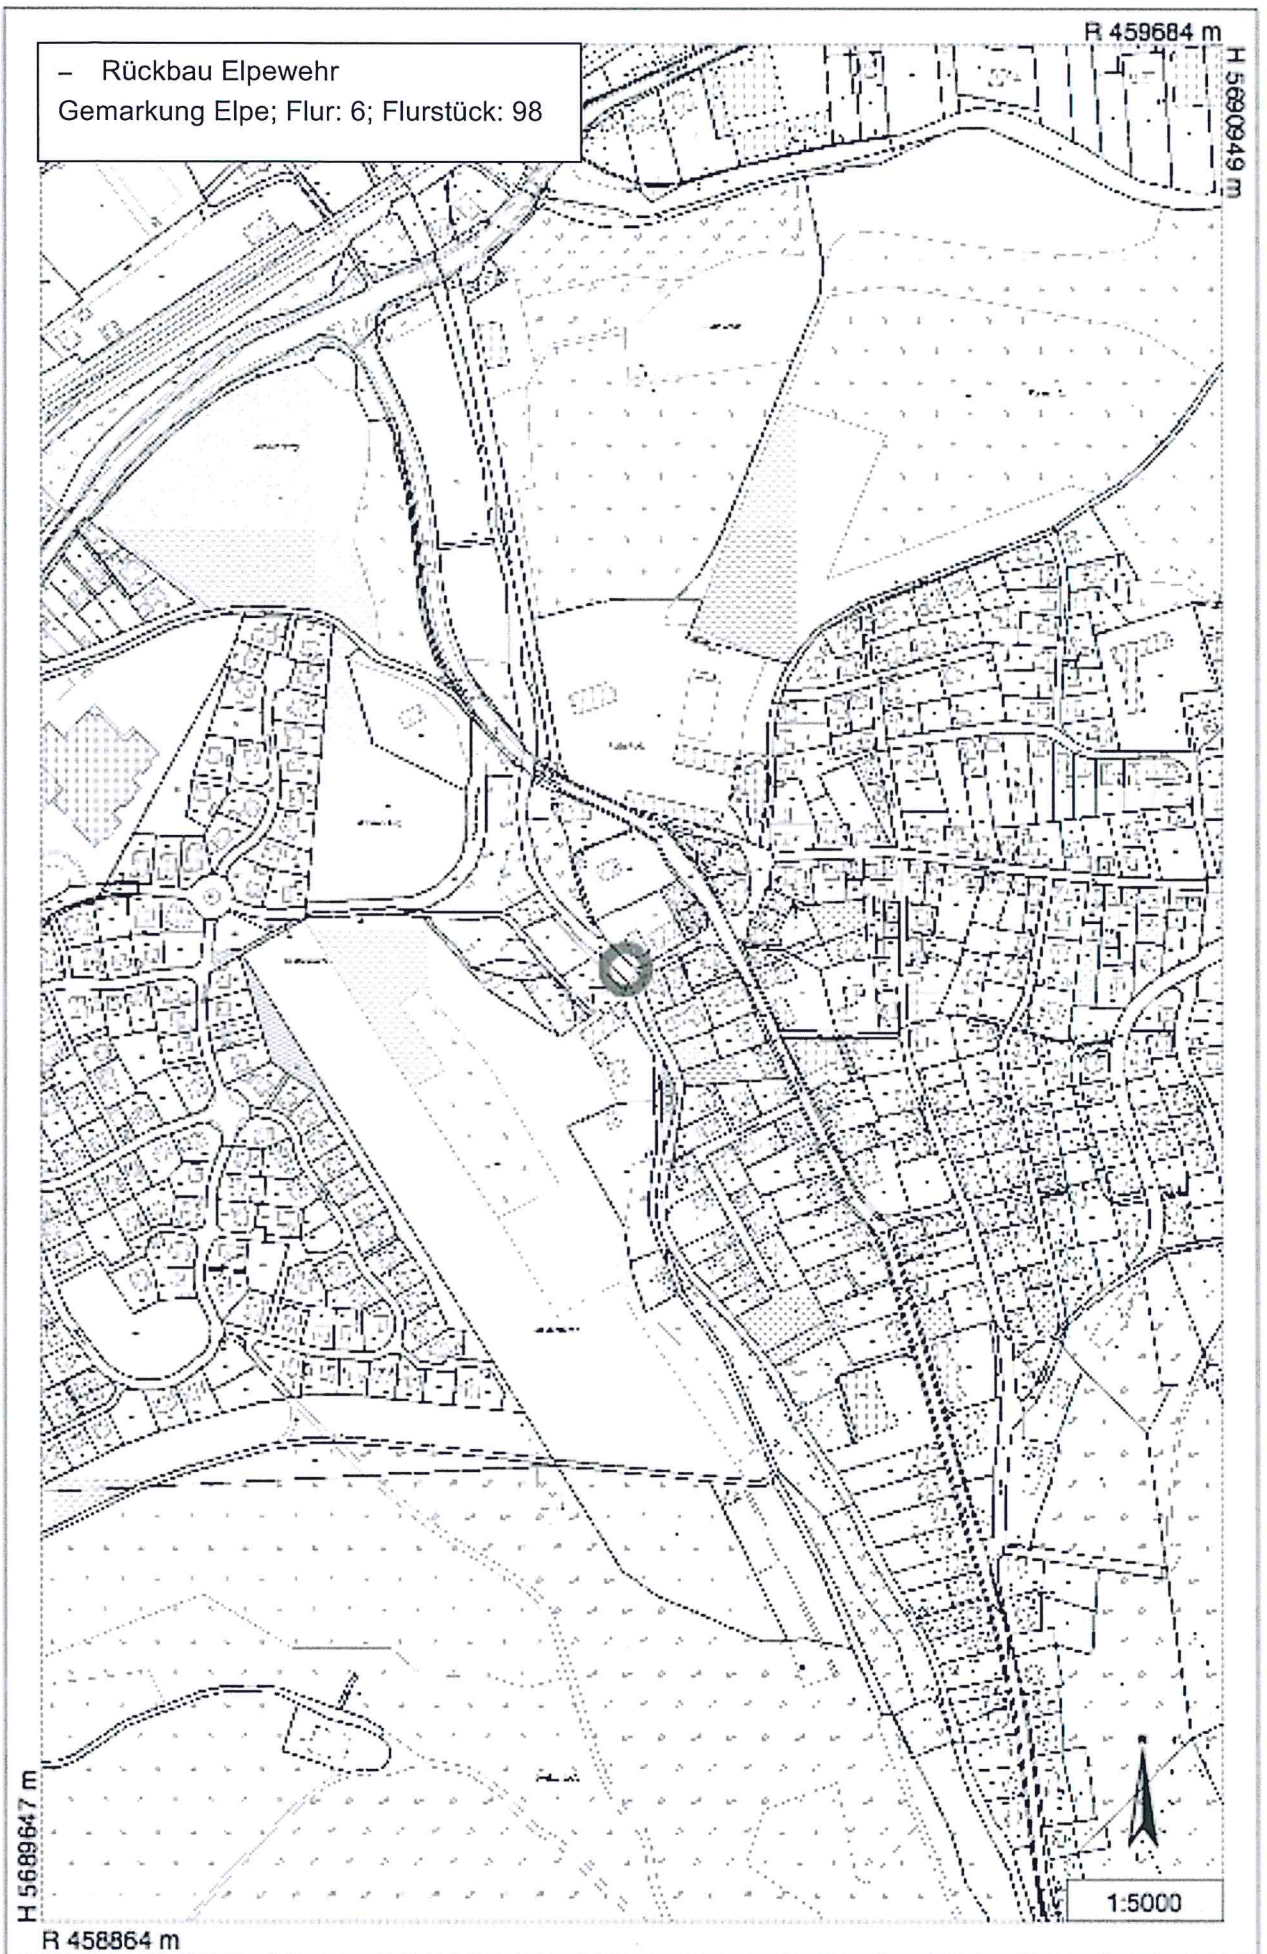 R 459684 m
H 5690949 m
– Rückbau Elpewehr
Gemarkung Elpe; Flur: 6; Flurstück: 98
H 5689647 m
1:5000
R 458864 m